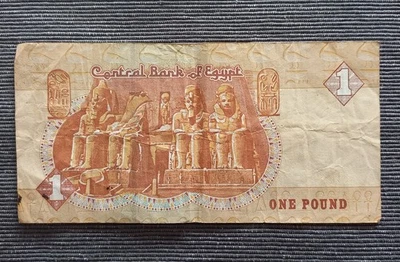 Central Bank of Egypt
1
1
ONE POUND